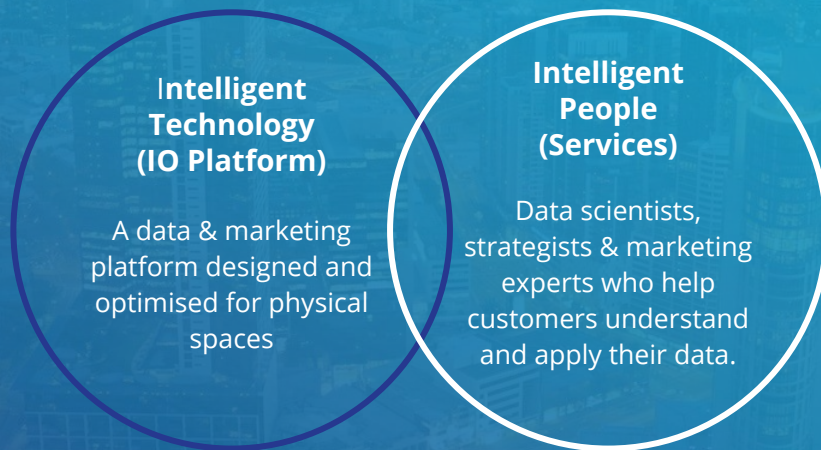 Intelligent
Technology
(IO Platform)
A data & marketing
platform designed and
optimised for physical
spaces
Intelligent
People
(Services)
Data scientists,
strategists & marketing
experts who help
customers understand
and apply their data.